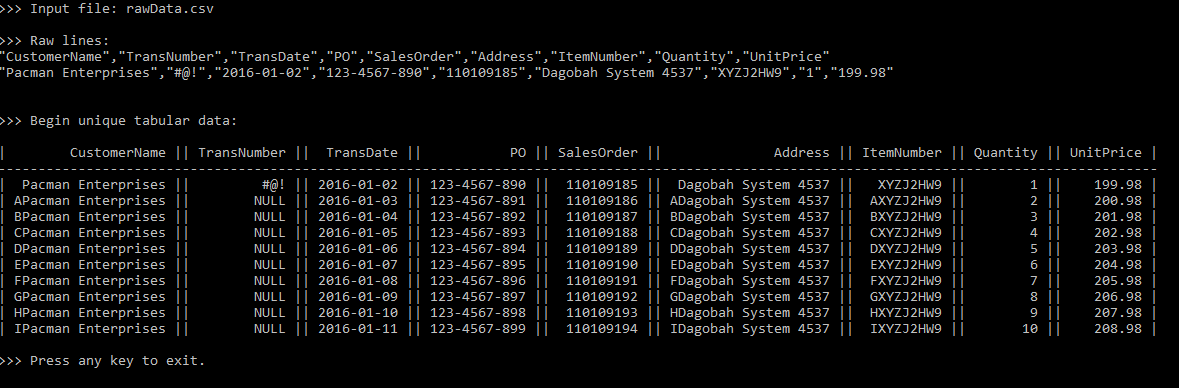 >>> Input file: rawData.csv
>>> Raw lines:
"CustomerName","TransNumber","TransDate","PO","SalesOrder","Address","ItemNumber","Quantity","UnitPrice"
"Pacman Enterprises","#@!","2016-01-02","123-4567-890","110109185","Dagobah System 4537","XYZJ2HW9","1","199.98"
>>> Begin unique tabular data:
|        CustomerName || TransNumber ||  TransDate ||           PO || SalesOrder ||              Address || ItemNumber || Quantity || UnitPrice |
-------------------------------------------------------------------------------------------------------------------------------------------------
|  Pacman Enterprises ||         #@! || 2016-01-02 || 123-4567-890 ||  110109185 ||  Dagobah System 4537 ||   XYZJ2HW9 ||        1 ||    199.98 |
| APacman Enterprises ||        NULL || 2016-01-03 || 123-4567-891 ||  110109186 || ADagobah System 4537 ||  AXYZJ2HW9 ||        2 ||    200.98 |
| BPacman Enterprises ||        NULL || 2016-01-04 || 123-4567-892 ||  110109187 || BDagobah System 4537 ||  BXYZJ2HW9 ||        3 ||    201.98 |
| CPacman Enterprises ||        NULL || 2016-01-05 || 123-4567-893 ||  110109188 || CDagobah System 4537 ||  CXYZJ2HW9 ||        4 ||    202.98 |
| DPacman Enterprises ||        NULL || 2016-01-06 || 123-4567-894 ||  110109189 || DDagobah System 4537 ||  DXYZJ2HW9 ||        5 ||    203.98 |
| EPacman Enterprises ||        NULL || 2016-01-07 || 123-4567-895 ||  110109190 || EDagobah System 4537 ||  EXYZJ2HW9 ||        6 ||    204.98 |
| FPacman Enterprises ||        NULL || 2016-01-08 || 123-4567-896 ||  110109191 || FDagobah System 4537 ||  FXYZJ2HW9 ||        7 ||    205.98 |
| GPacman Enterprises ||        NULL || 2016-01-09 || 123-4567-897 ||  110109192 || GDagobah System 4537 ||  GXYZJ2HW9 ||        8 ||    206.98 |
| HPacman Enterprises ||        NULL || 2016-01-10 || 123-4567-898 ||  110109193 || HDagobah System 4537 ||  HXYZJ2HW9 ||        9 ||    207.98 |
| IPacman Enterprises ||        NULL || 2016-01-11 || 123-4567-899 ||  110109194 || IDagobah System 4537 ||  IXYZJ2HW9 ||       10 ||    208.98 |
>>> Press any key to exit.